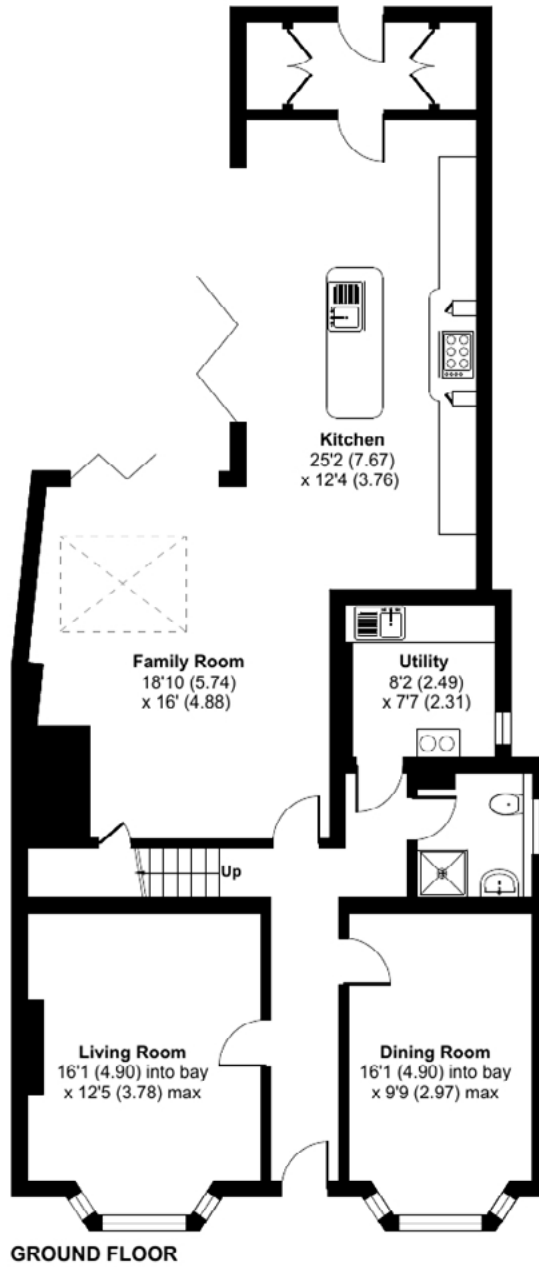 Kitchen
25'2 (7.67)
x 12'4 (3.76)
Family Room
18'10 (5.74)
x 16' (4.88)
Utility
8'2 (2.49)
x 7'7 (2.31)
Up
Living Room
16'1 (4.90) into bay
x 12'5 (3.78) max
Dining Room
16'1 (4.90) into bay
x 9'9 (2.97) max
GROUND FLOOR